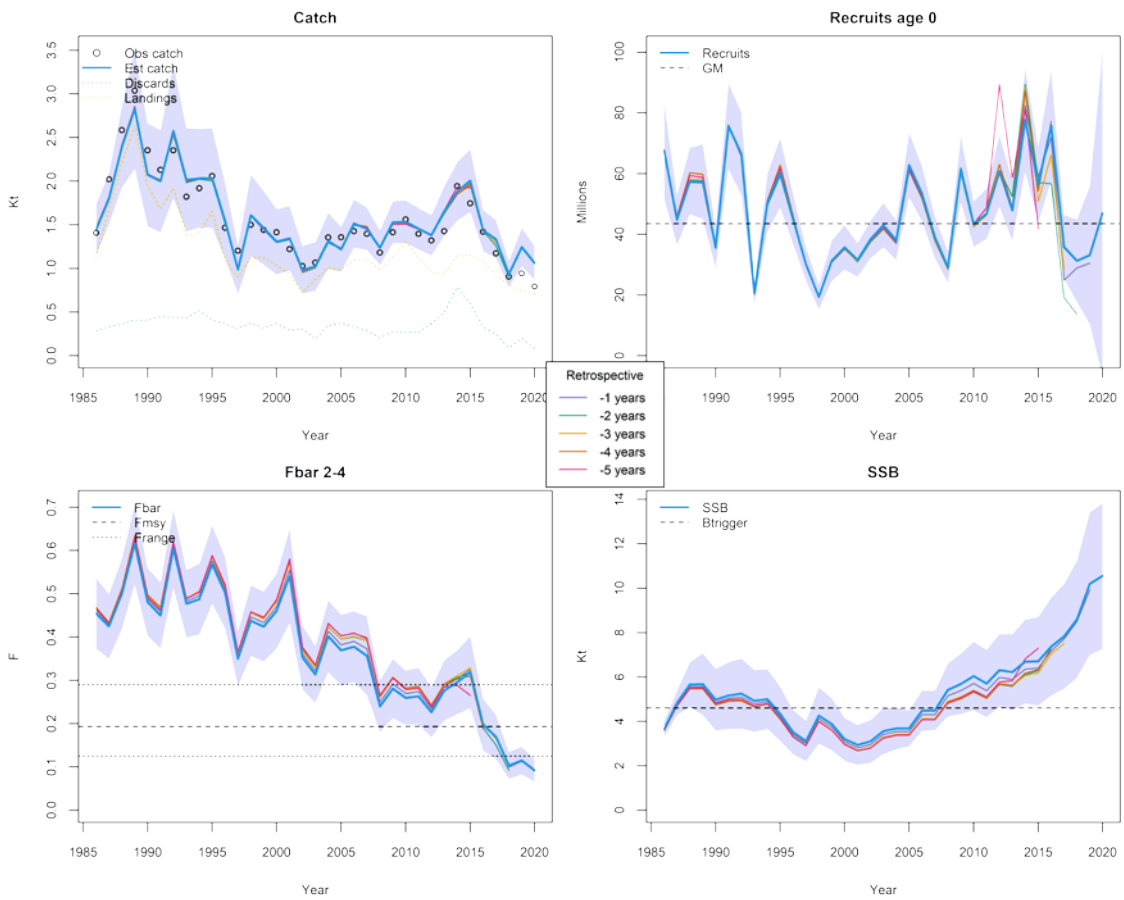 Catch
Obs catch
Est catch
Discards
Landings
Kt
0.0 0.5 1.0 1.5 2.0 2.5 3.0 3.5
1985 1990 1995 2000 2005 2010 2015 2020
Year
Recruits age 0
Recruits
GM
Millions
0 20 40 60 80 100
1990 1995 2000 2005 2010 2015 2020
Year
Retrospective
-1 years
-2 years
-3 years
-4 years
-5 years
Fbar 2-4
Fbar
Fmsy
Frange
F
0.0 0.1 0.2 0.3 0.4 0.5 0.6 0.7
1985 1990 1995 2000 2005 2010 2015 2020
Year
SSB
SSB
Btrigger
Kt
0 2 4 6 8 10 12 14
1985 1990 1995 2000 2005 2010 2015 2020
Year